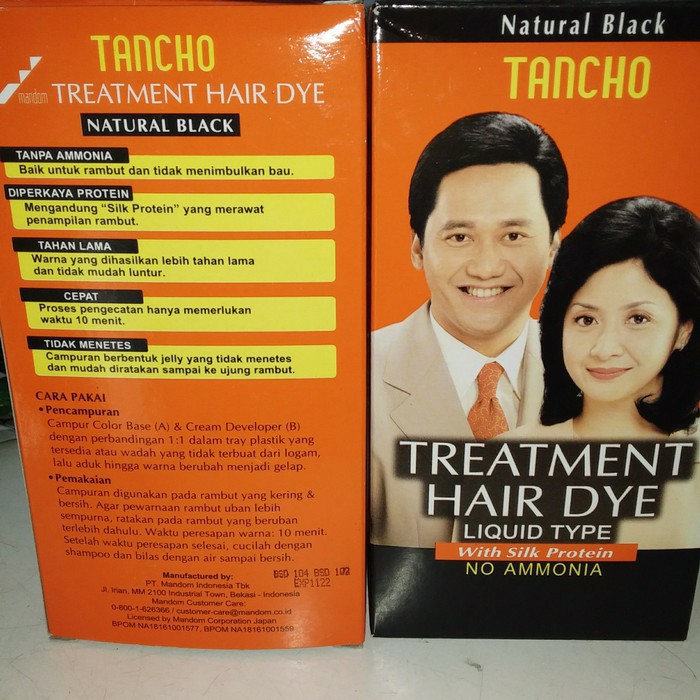 TANCHO
mandom TREATMENT HAIR DYE
NATURAL BLACK
TANPA AMMONIA
Baik untuk rambut dan tidak menimbulkan bau.
DIPERKAYA PROTEIN
Mengandung “Silk Protein” yang merawat
penampilan rambut.
TAHAN LAMA
Warna yang dihasilkan lebih tahan lama
dan tidak mudah luntur.
CEPAT
Proses pengecatan hanya memerlukan
waktu 10 menit.
TIDAK MENETES
Campuran berbentuk jelly yang tidak menetes
dan mudah diratakan sampai ke ujung rambut.
CARA PAKAI
• Pencampuran
Campur Color Base (A) & Cream Developer (B)
dengan perbandingan 1:1 dalam tray plastik yang
tersedia atau wadah yang tidak terbuat dari logam,
lalu aduk hingga warna berubah menjadi gelap.
• Pemakaian
Campuran digunakan pada rambut yang kering &
bersih. Agar pewarnaan rambut uban lebih
sempurna, ratakan pada rambut yang beruban
terlebih dahulu. Waktu peresapan warna: 10 menit.
Setelah waktu peresapan selesai, cucilah dengan
shampoo dan bilas dengan air sampai bersih.
BSD 104 BSD 102
EXP1122
Manufactured by:
PT. Mandom Indonesia Tbk
Jl. Irian, MM 2100 Industrial Town, Bekasi - Indonesia
Mandom Customer Care:
0-800-1-626366 / customer-care@mandom.co.id
Licensed by Mandom Corporation Japan
BPOM NA18161001577, BPOM NA18161001559
Natural Black
TANCHO
TREATMENT
HAIR DYE
LIQUID TYPE
With Silk Protein
NO AMMONIA